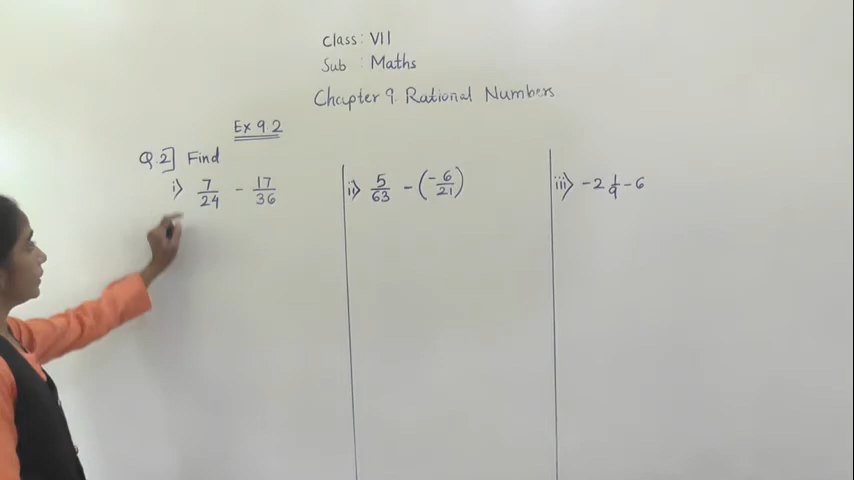 Class: VII
Sub : Maths
Chapter 9. Rational Numbers
Ex 9.2
Q.2] Find
i) 7/24 - 17/36
ii) 5/63 - (-6/21)
iii) -2 1/9 - 6